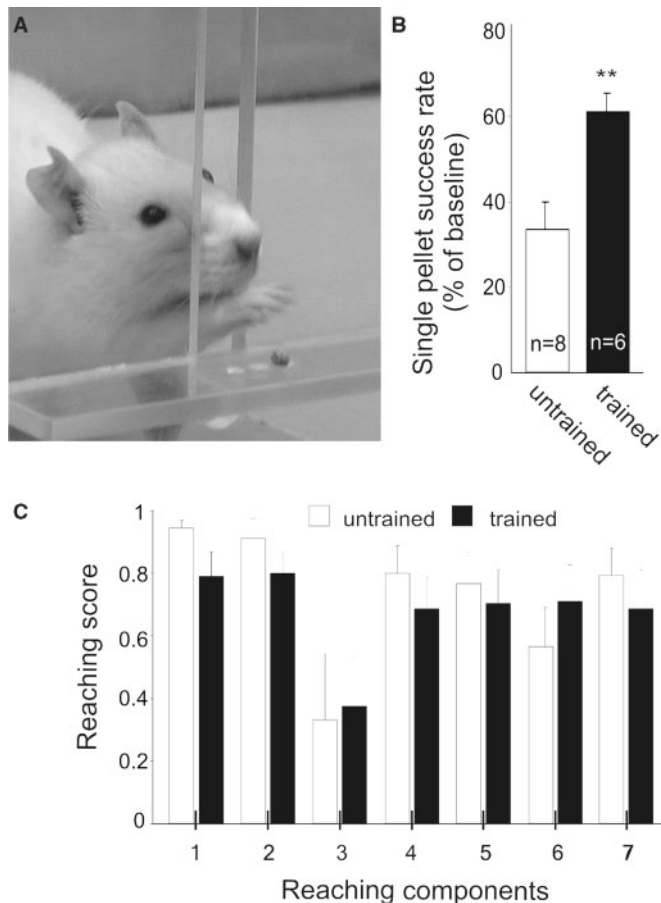 A
B
Single pellet success rate
(% of baseline)
80
60
40
20
0
**
n=8
n=6
untrained
trained
C
untrained
trained
Reaching score
1
0.8
0.6
0.4
0.2
0
1 2 3 4 5 6 7
Reaching components